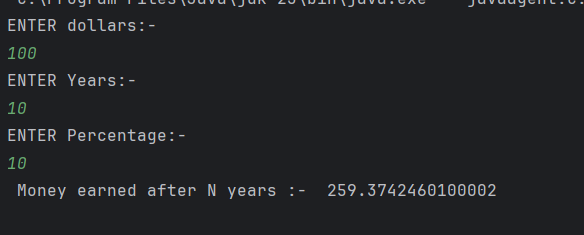 ENTER dollars:-
100
ENTER Years:-
10
ENTER Percentage:-
10
Money earned after N years :-  259.3742460100002